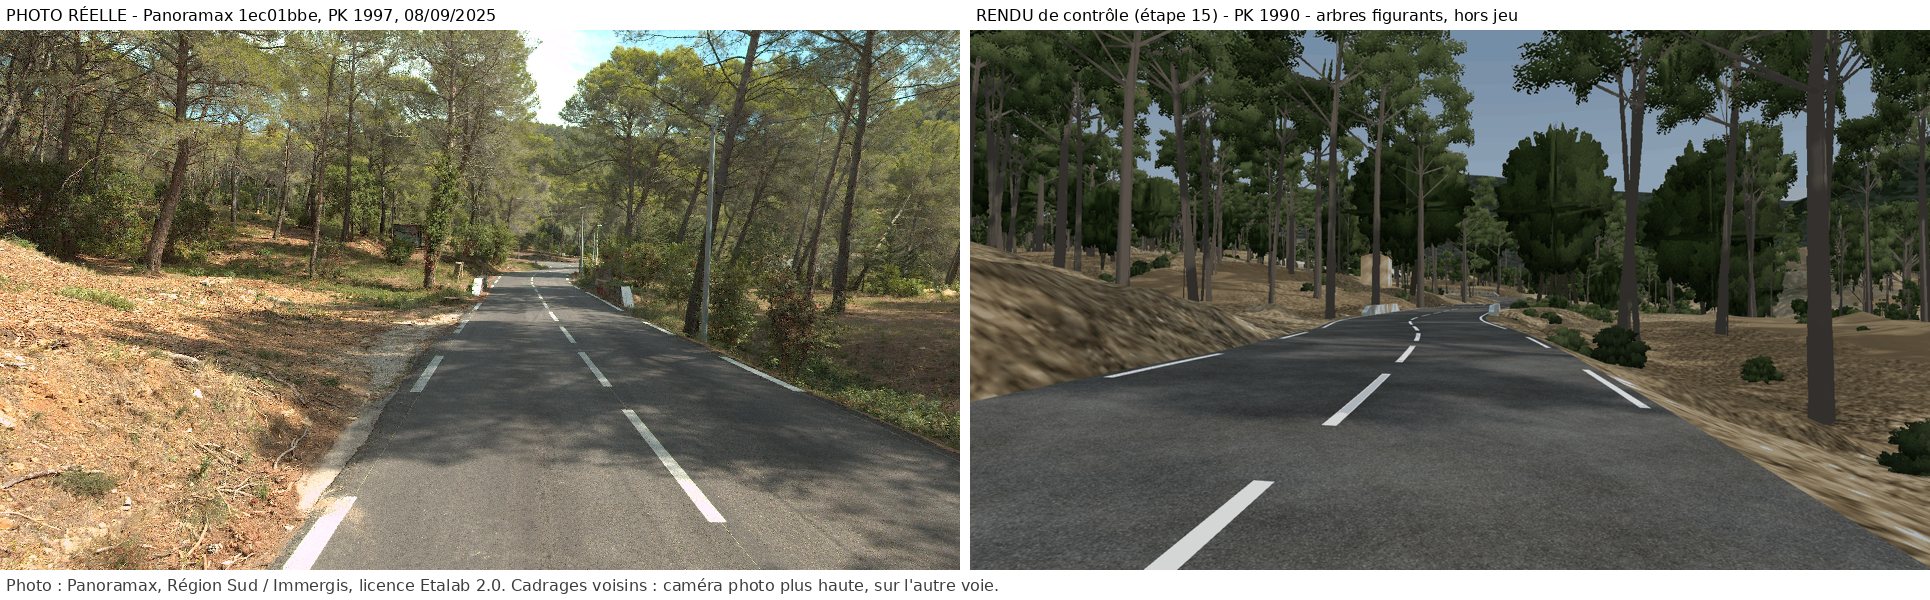 PHOTO RÉELLE - Panoramax 1ec01bbe, PK 1997, 08/09/2025
RENDU de contrôle (étape 15) - PK 1990 - arbres figurants, hors jeu
Photo : Panoramax, Région Sud / Immergis, licence Etalab 2.0. Cadrages voisins : caméra photo plus haute, sur l'autre voie.